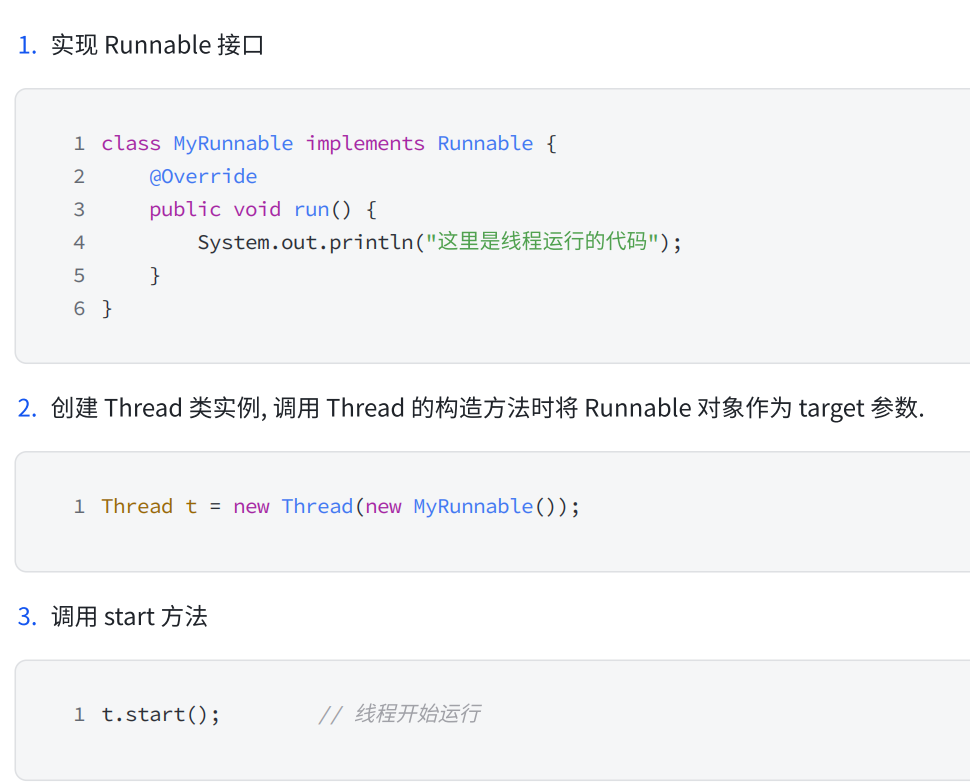 1. 实现 Runnable 接口
1 class MyRunnable implements Runnable {
2     @Override
3     public void run() {
4         System.out.println("这里是线程运行的代码");
5     }
6 }
2. 创建 Thread 类实例, 调用 Thread 的构造方法时将 Runnable 对象作为 target 参数.
1 Thread t = new Thread(new MyRunnable());
3. 调用 start 方法
1 t.start();        // 线程开始运行